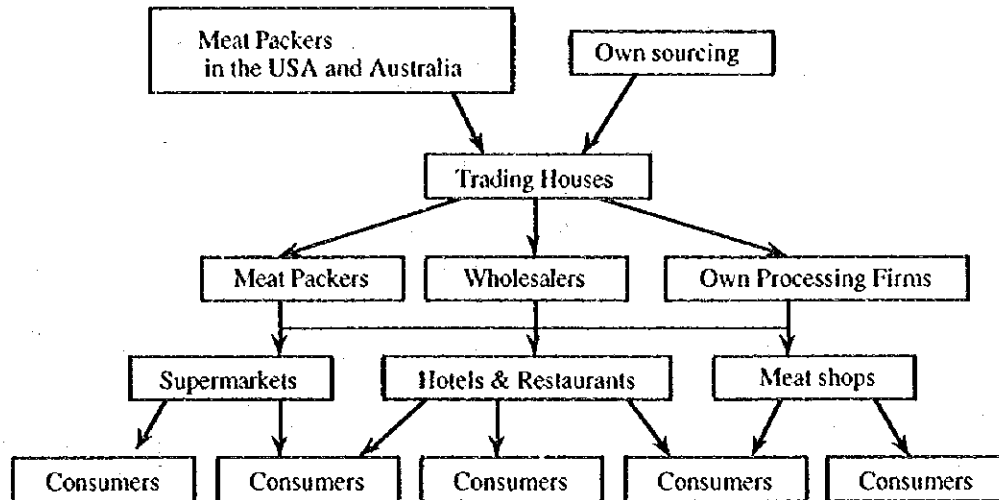 Meat Packers
in the USA and Australia
Own sourcing
Trading Houses
Meat Packers
Wholesalers
Own Processing Firms
Supermarkets
Hotels & Restaurants
Meat shops
Consumers
Consumers
Consumers
Consumers
Consumers